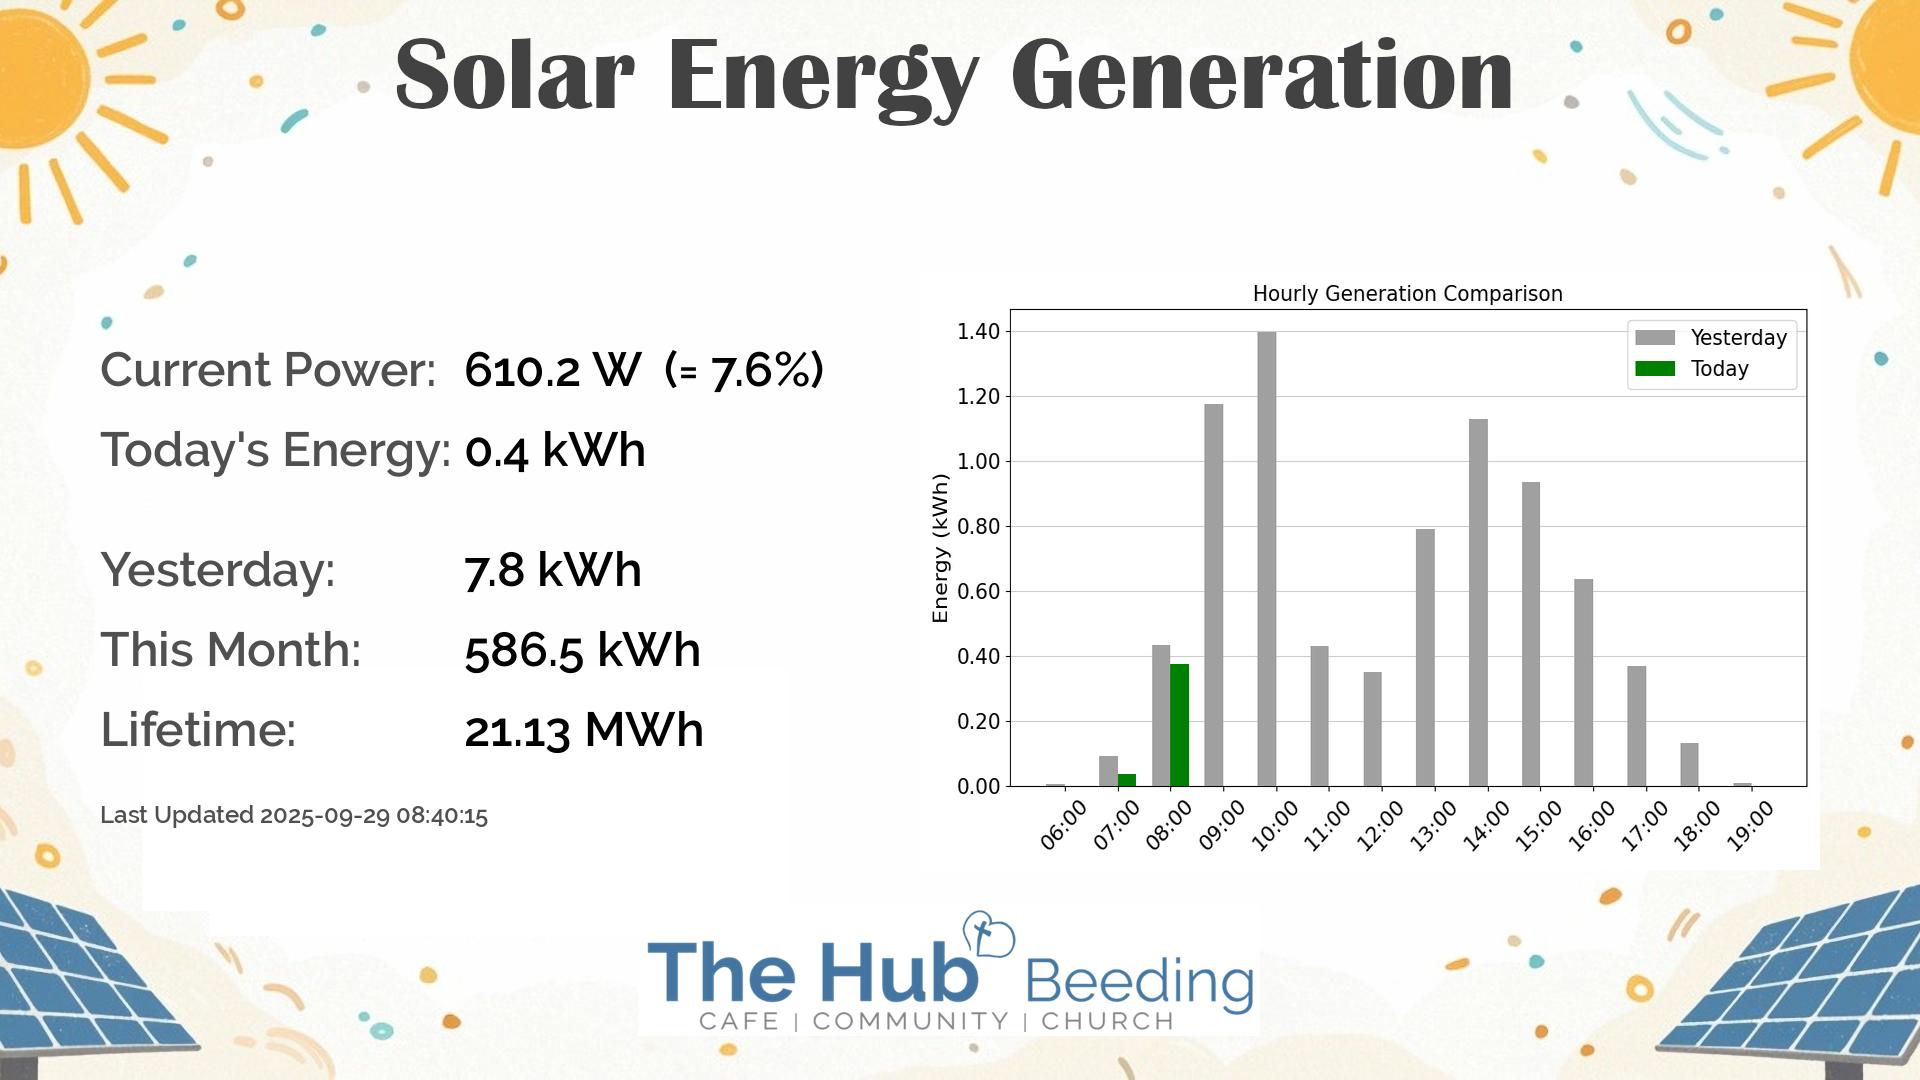 Solar Energy Generation
Current Power: 610.2 W (= 7.6%)
Today's Energy: 0.4 kWh
Yesterday: 7.8 kWh
This Month: 586.5 kWh
Lifetime: 21.13 MWh
Last Updated 2025-09-29 08:40:15
Hourly Generation Comparison
Yesterday
Today
Energy (kWh)
1.40
1.20
1.00
0.80
0.60
0.40
0.20
0.00
06:00 07:00 08:00 09:00 10:00 11:00 12:00 13:00 14:00 15:00 16:00 17:00 18:00 19:00
The Hub Beeding
CAFE | COMMUNITY | CHURCH